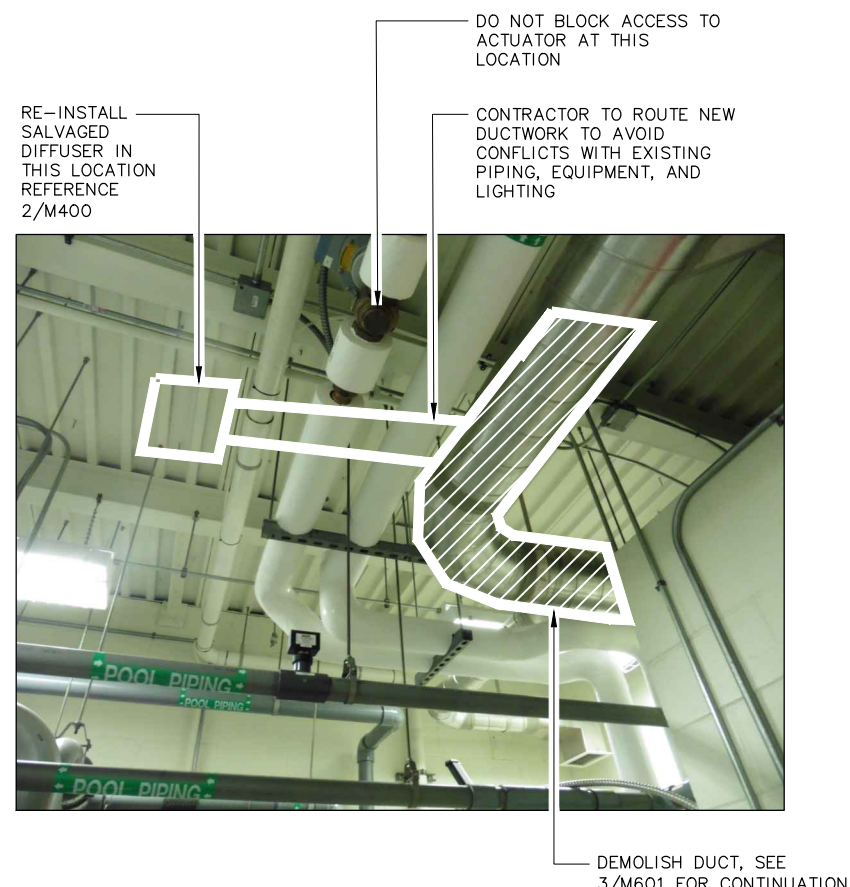 DO NOT BLOCK ACCESS TO
ACTUATOR AT THIS
LOCATION
RE-INSTALL
SALVAGED
DIFFUSER IN
THIS LOCATION
REFERENCE
2/M400
CONTRACTOR TO ROUTE NEW
DUCTWORK TO AVOID
CONFLICTS WITH EXISTING
PIPING, EQUIPMENT, AND
LIGHTING
POOL PIPING
POOL PIPING
POOL PIPING
DEMOLISH DUCT, SEE
3/M601 FOR CONTINUATION